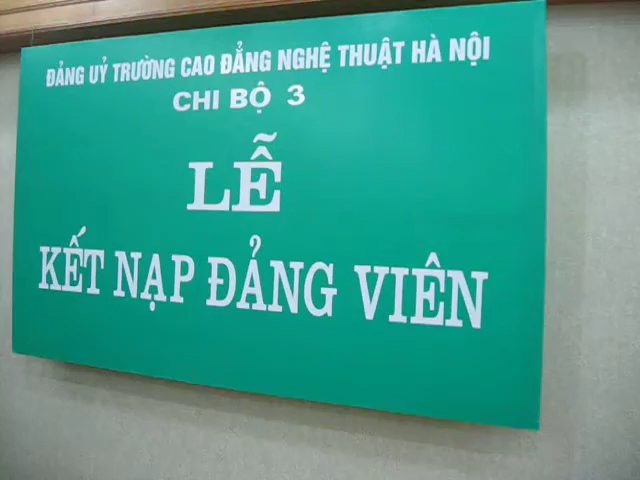 ĐẢNG UỶ TRƯỜNG CAO ĐẲNG NGHỆ THUẬT HÀ NỘI
CHI BỘ 3
LỄ
KẾT NẠP ĐẢNG VIÊN